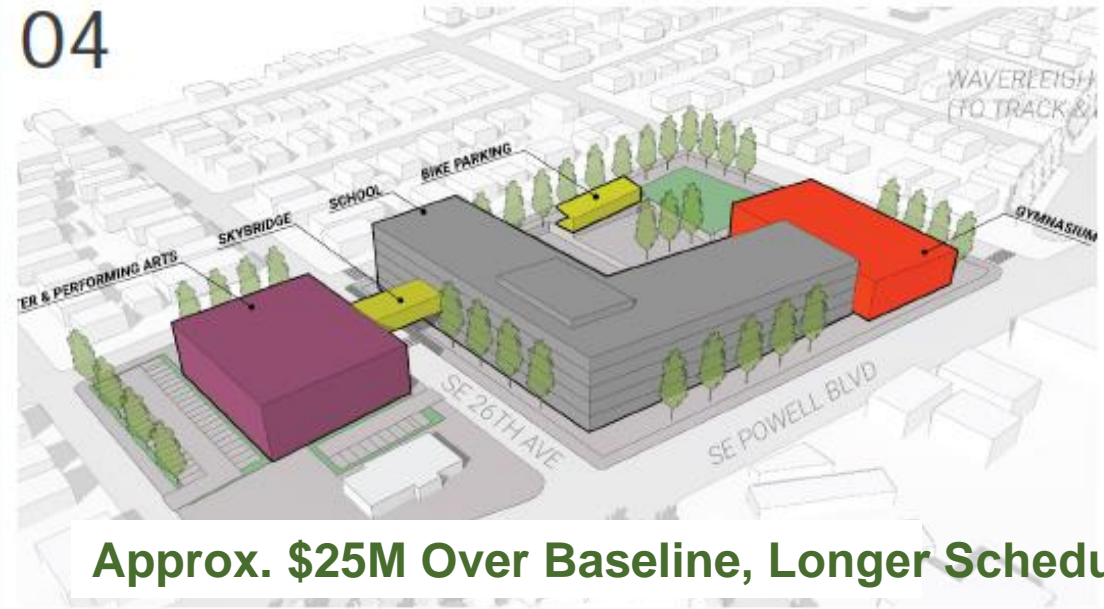 04
WAVERLEIGH
(TO TRACK &
BIKE PARKING
SCHOOL
SKYBRIDGE
GYMNASIUM
TER & PERFORMING ARTS
SE 26TH AVE
SE POWELL BLVD
Approx. $25M Over Baseline, Longer Schedu